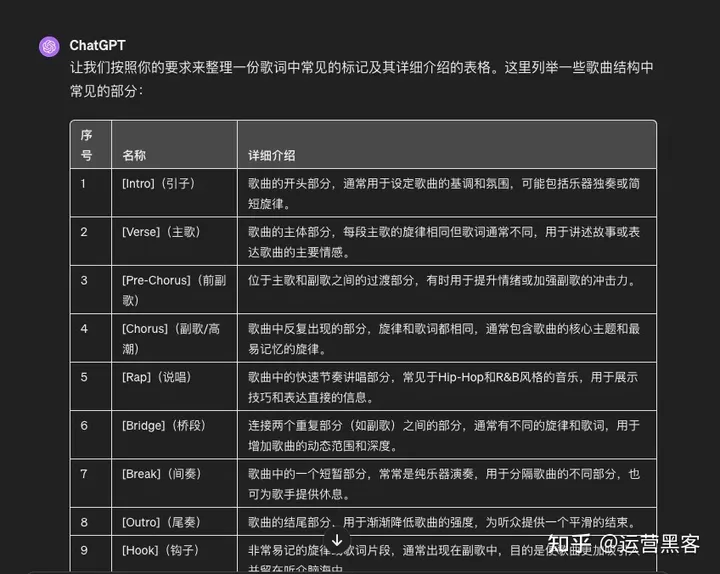 ChatGPT
让我们按照你的要求来整理一份歌词中常见的标记及其详细介绍的表格。这里列举一些歌曲结构中
常见的部分：
序
号 名称 详细介绍
1 [Intro]（引子） 歌曲的开头部分，通常用于设定歌曲的基调和氛围，可能包括乐器独奏或简
短旋律。
2 [Verse]（主歌） 歌曲的主体部分，每段主歌的旋律相同但歌词通常不同，用于讲述故事或表
达歌曲的主要情感。
3 [Pre-Chorus]（前副 位于主歌和副歌之间的过渡部分，有时用于提升情绪或加强副歌的冲击力。
歌）
4 [Chorus]（副歌/高 歌曲中反复出现的部分，旋律和歌词都相同，通常包含歌曲的核心主题和最
潮） 易记忆的旋律。
5 [Rap]（说唱） 歌曲中的快速节奏讲唱部分，常见于Hip-Hop和R&B风格的音乐，用于展示
技巧和表达直接的信息。
6 [Bridge]（桥段） 连接两个重复部分（如副歌）之间的部分，通常有不同的旋律和歌词，用于
增加歌曲的动态范围和深度。
7 [Break]（间奏） 歌曲中的一个短暂部分，常常是纯乐器演奏，用于分隔歌曲的不同部分，也
可为歌手提供休息。
8 [Outro]（尾奏） 歌曲的结尾部分，用于渐渐降低歌曲的强度，为听众提供一个平滑的结束。
9 [Hook]（钩子） 非常易记的旋律歌词片段，通常出现在副歌中，目的是使歌曲更加吸引人
并留在听众脑海中
知乎 @运营黑客